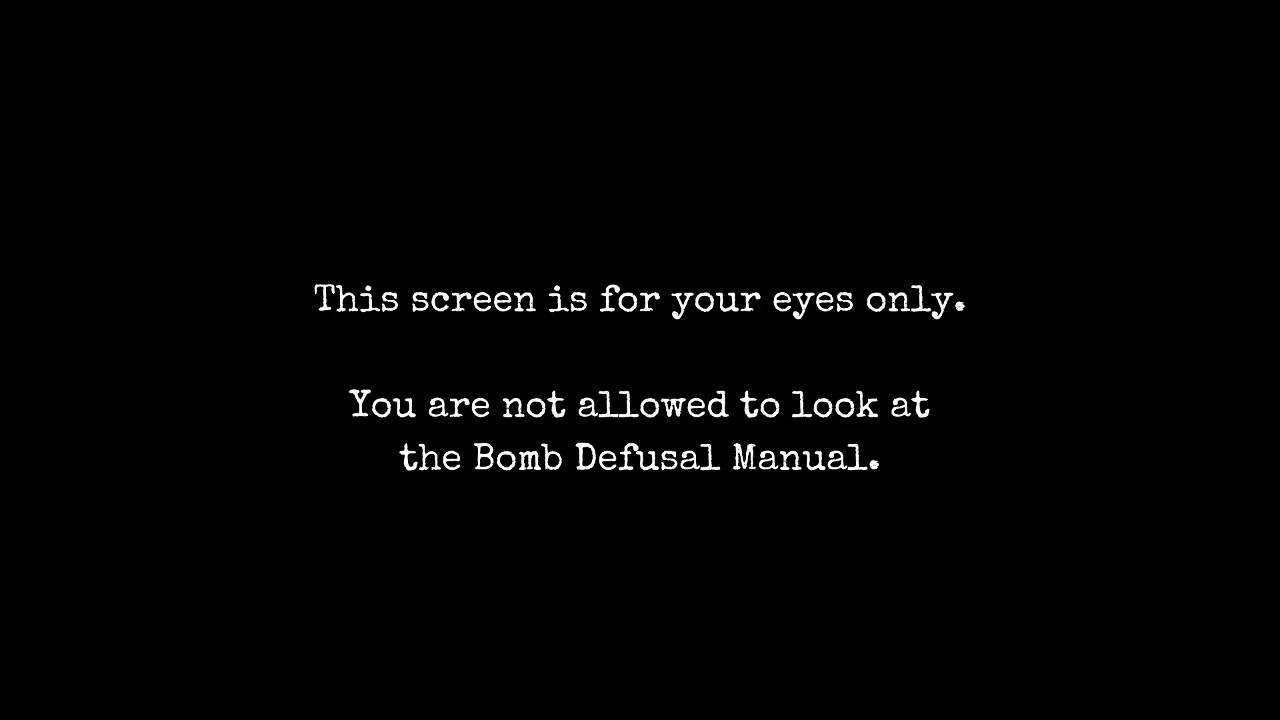 This screen is for your eyes only.
You are not allowed to look at
the Bomb Defusal Manual.